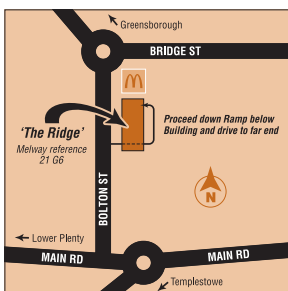 Greensborough
BRIDGE ST
M
'The Ridge'
Melway reference
21 G6
Proceed down Ramp below
Building and drive to far end
BOLTON ST
N
Lower Plenty
MAIN RD
MAIN RD
Templestowe